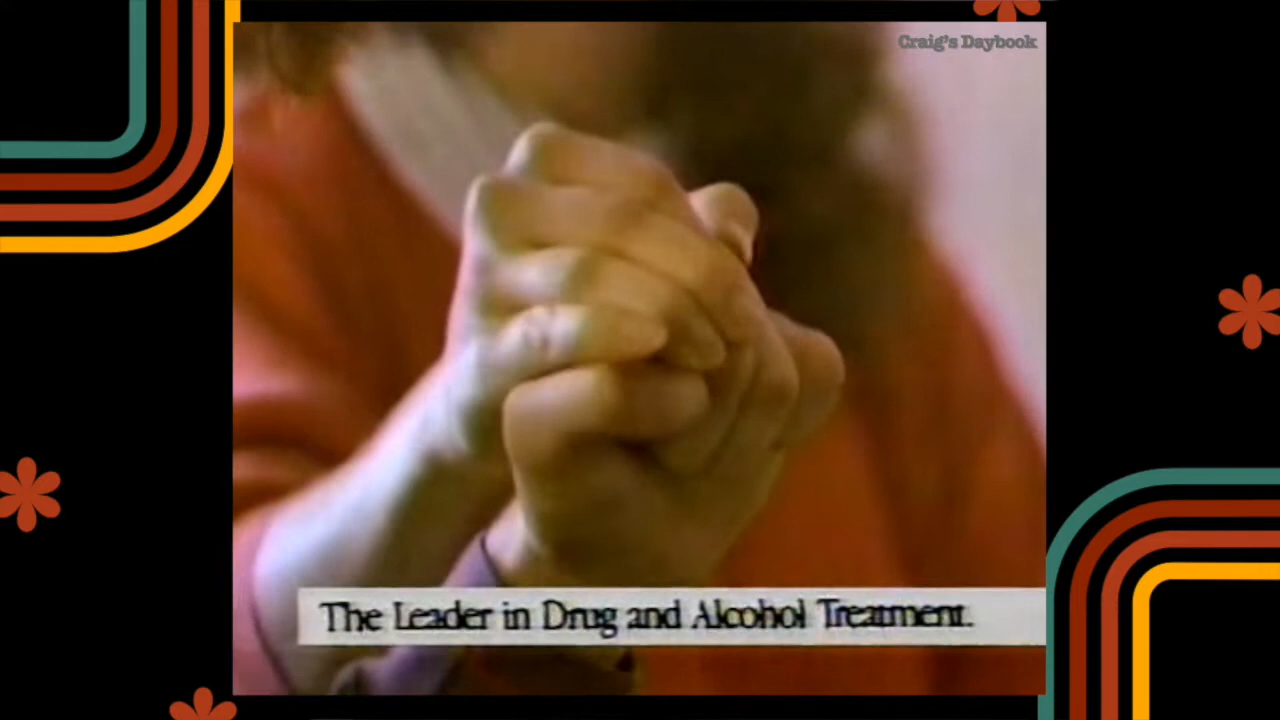 Craig's Daybook
The Leader in Drug and Alcohol Treatment.